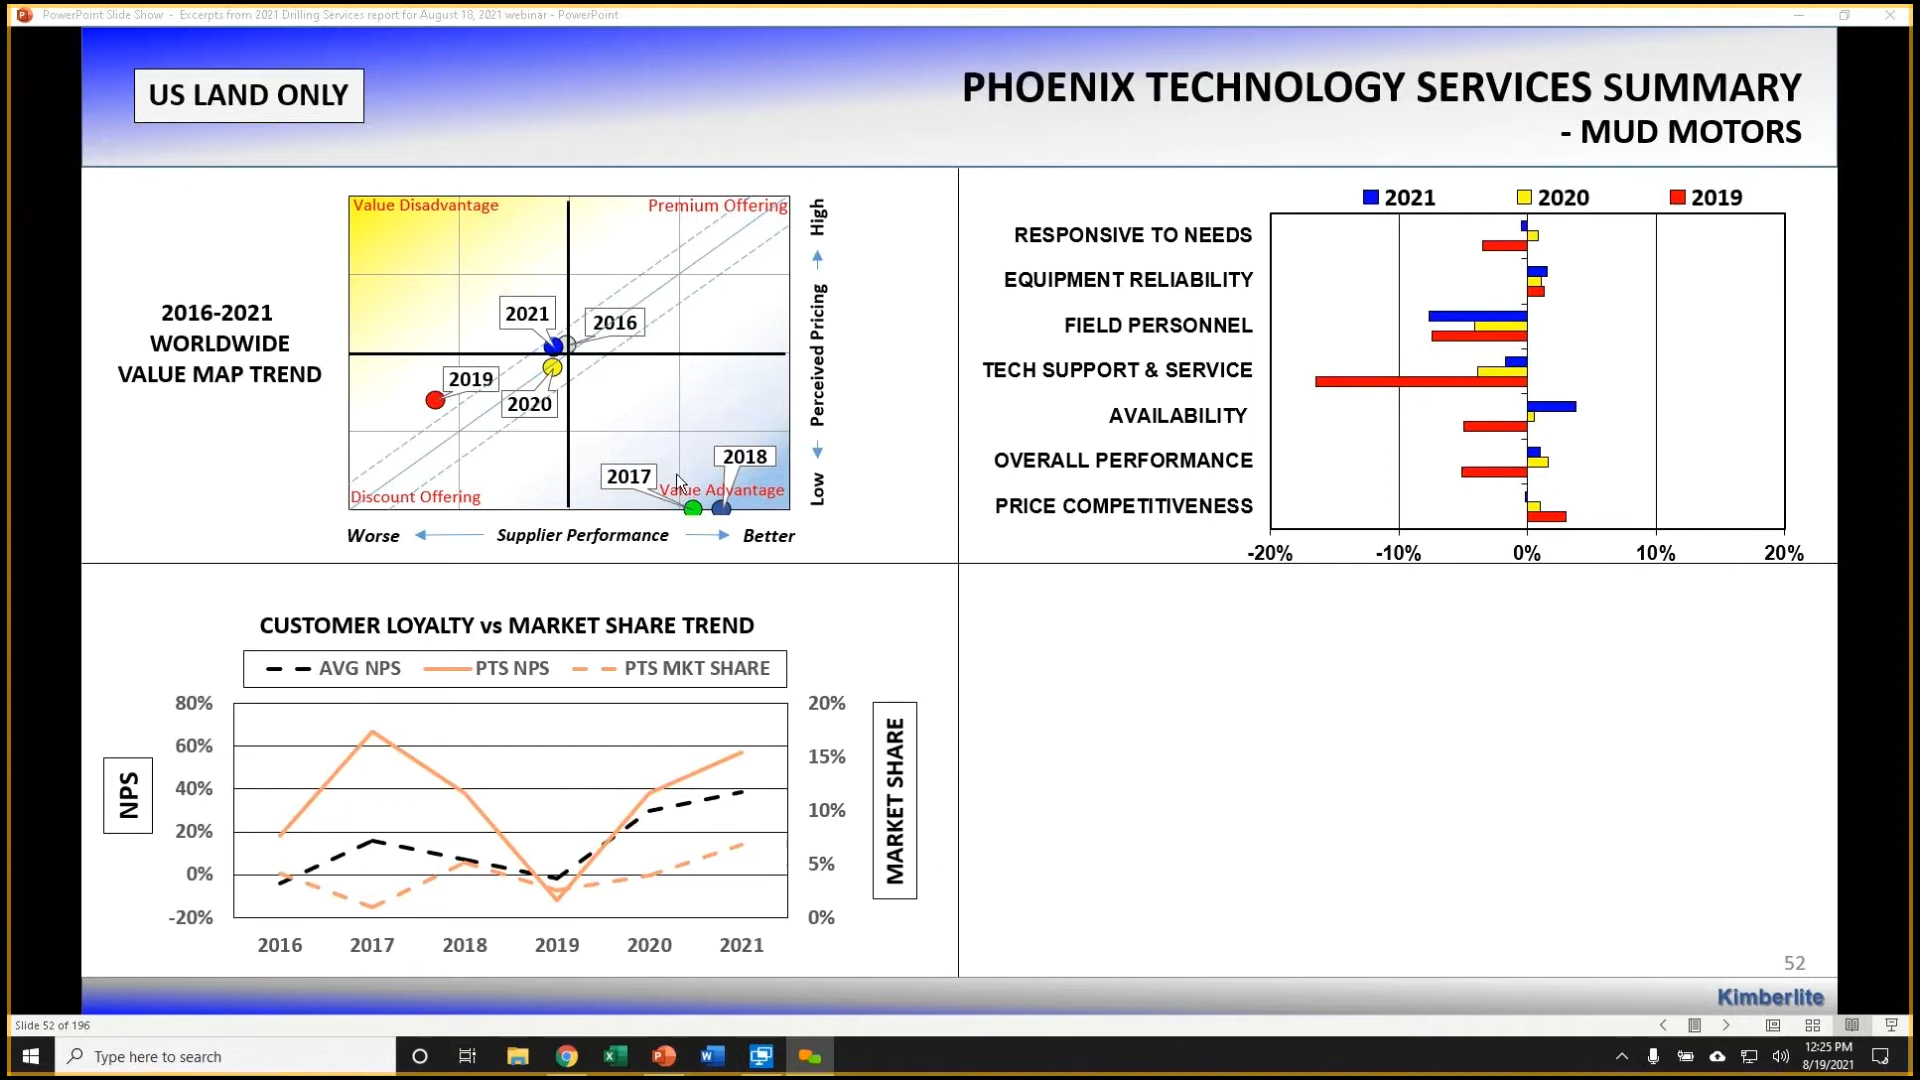 PowerPoint Slide Show - Excerpts from 2021 Drilling Services report for August 18, 2021 webinar - PowerPoint
US LAND ONLY
PHOENIX TECHNOLOGY SERVICES SUMMARY
- MUD MOTORS
2016-2021
WORLDWIDE
VALUE MAP TREND
Value Disadvantage
Premium Offering
2021
2016
2019
2020
2017
2018
Value Advantage
Discount Offering
Low Perceived Pricing High
Worse Supplier Performance Better
2021 2020 2019
RESPONSIVE TO NEEDS
EQUIPMENT RELIABILITY
FIELD PERSONNEL
TECH SUPPORT & SERVICE
AVAILABILITY
OVERALL PERFORMANCE
PRICE COMPETITIVENESS
-20% -10% 0% 10% 20%
CUSTOMER LOYALTY vs MARKET SHARE TREND
AVG NPS PTS NPS PTS MKT SHARE
NPS
80%
60%
40%
20%
0%
-20%
20%
15%
10%
5%
0%
MARKET SHARE
2016 2017 2018 2019 2020 2021
52
Kimberlite
Slide 52 of 196
Type here to search
12:25 PM
8/19/2021